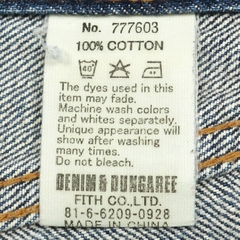 No. 777603
100% COTTON
40
The dyes used in this
item may fade.
Machine wash colors
and whites separately.
Unique appearance will
show after washing
many times.
Do not bleach.
DENIM & DUNGAREE
FITH CO.,LTD.
81-6-6209-0928
MADE IN CHINA